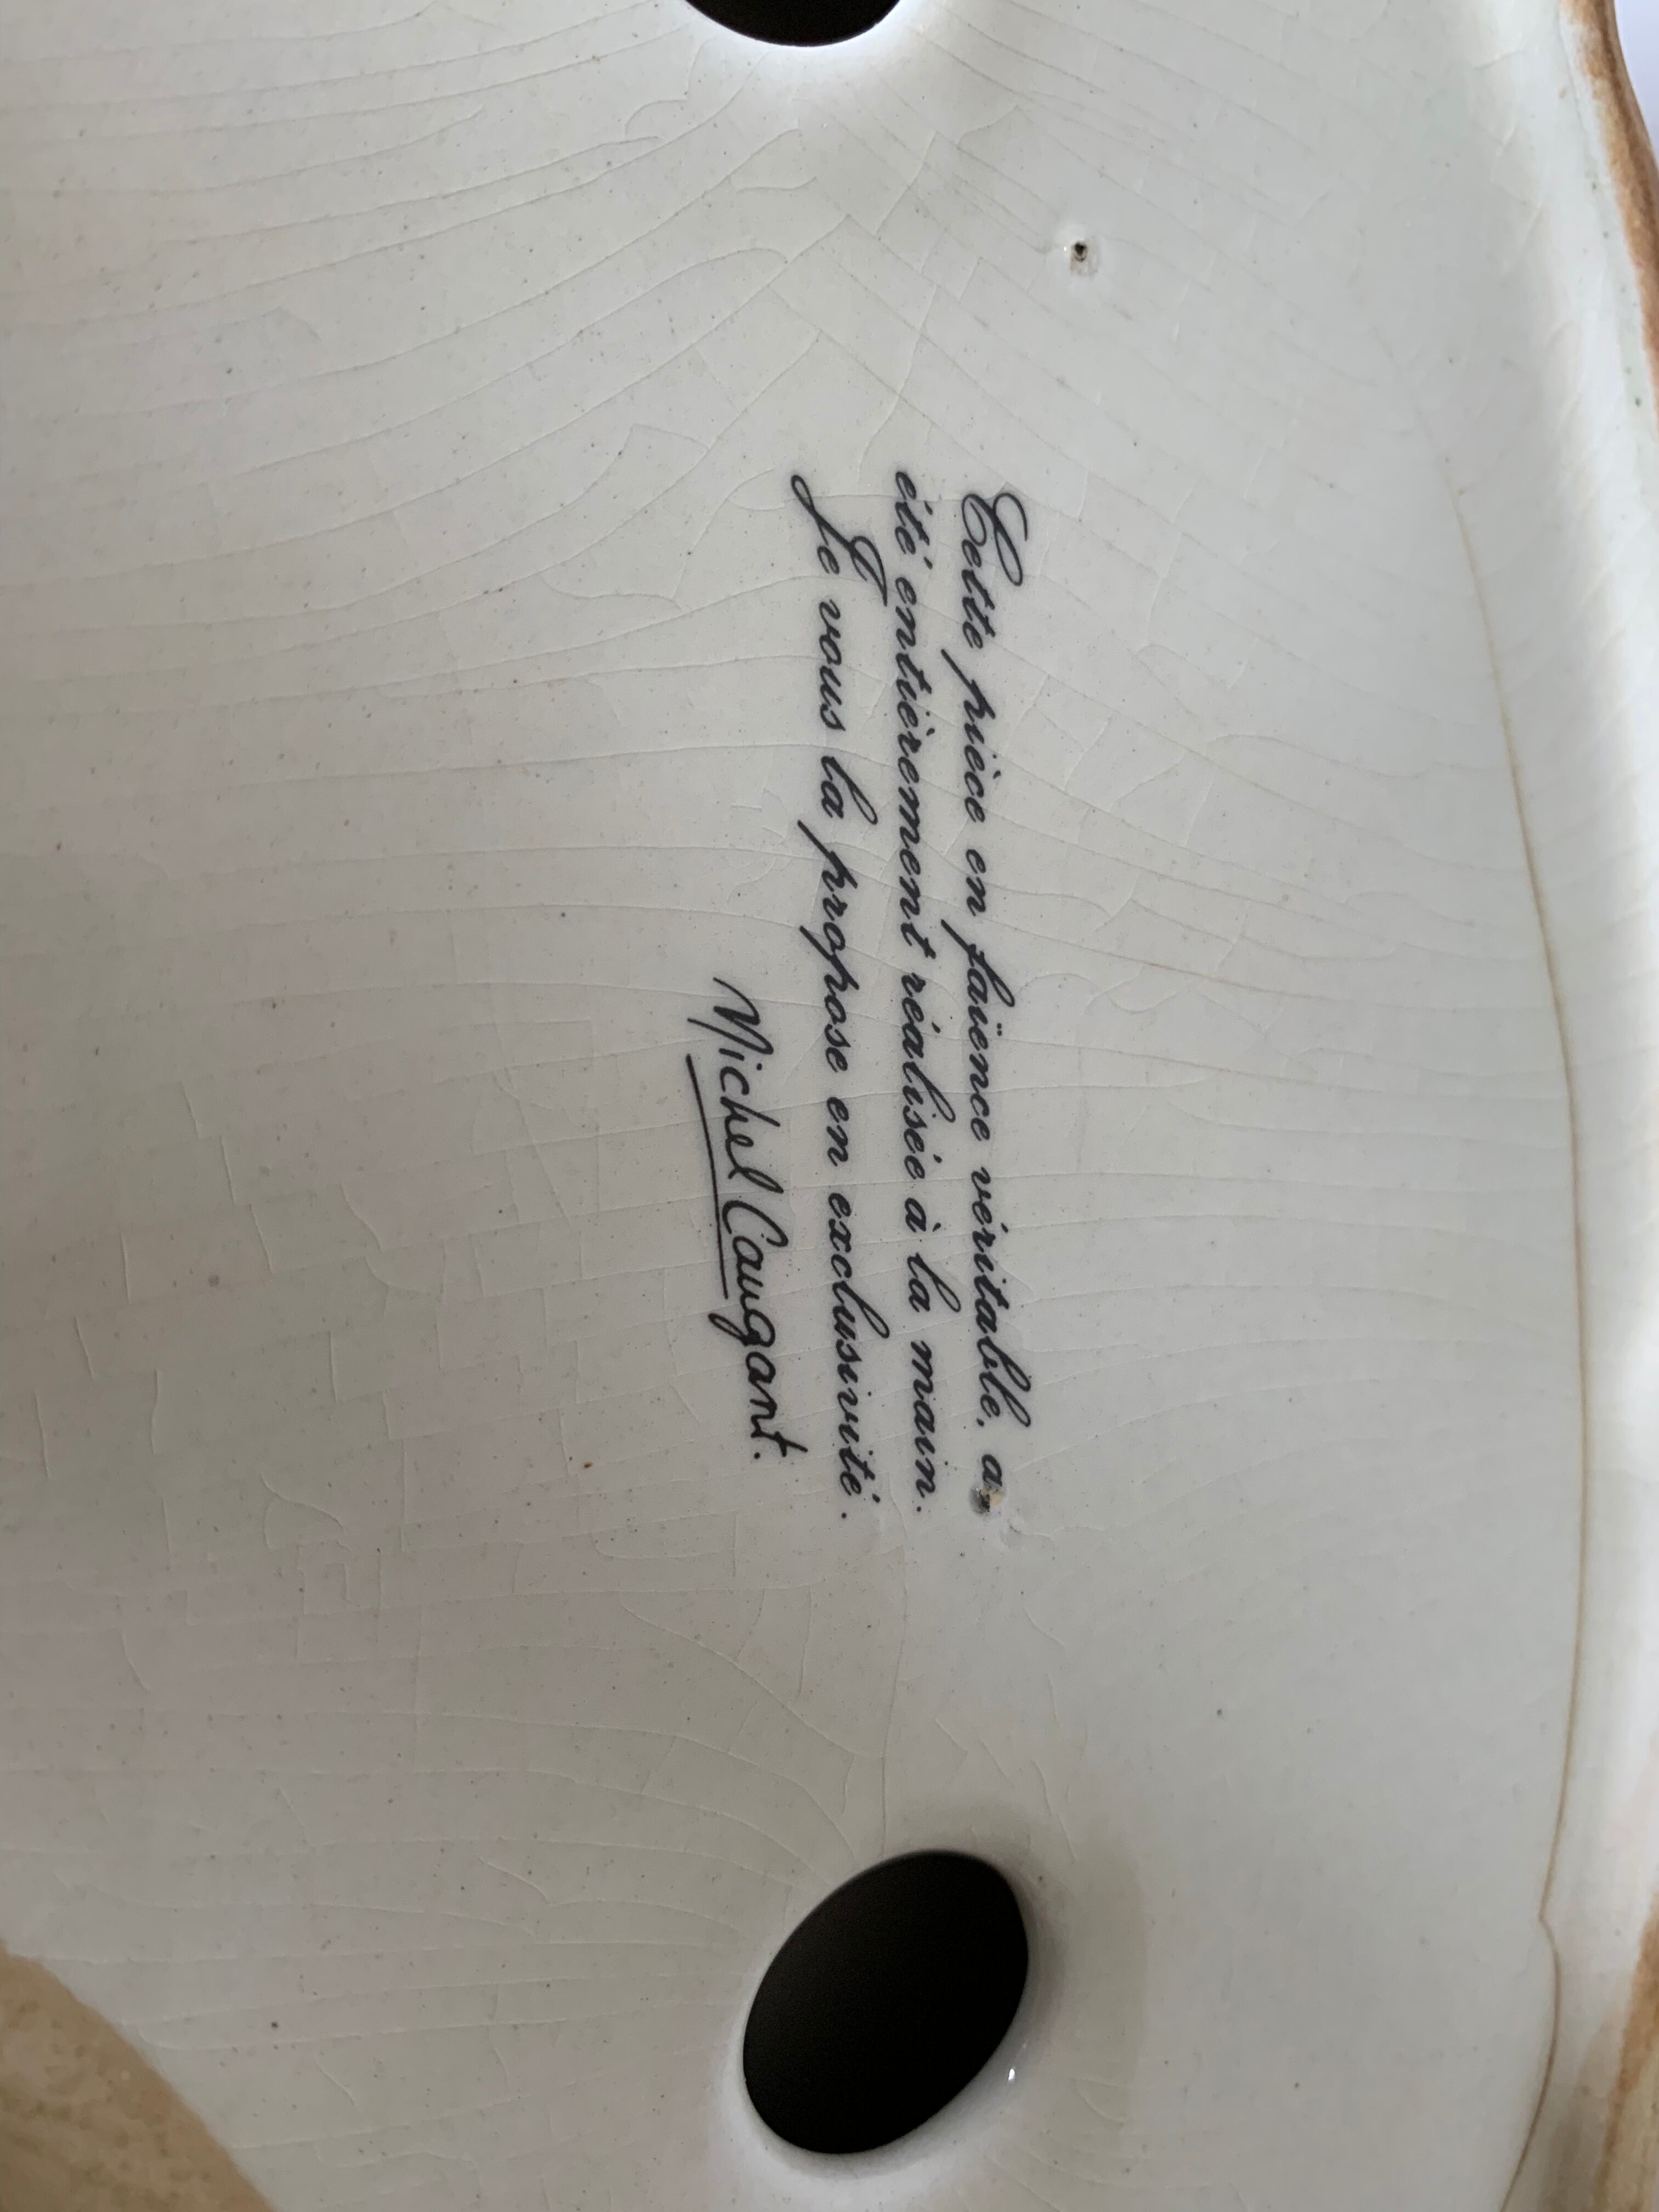 Cette pièce en faïence véritable, a
été entièrement réalisée à la main.
Je vous la propose en exclusivité.
Michel Caugant.